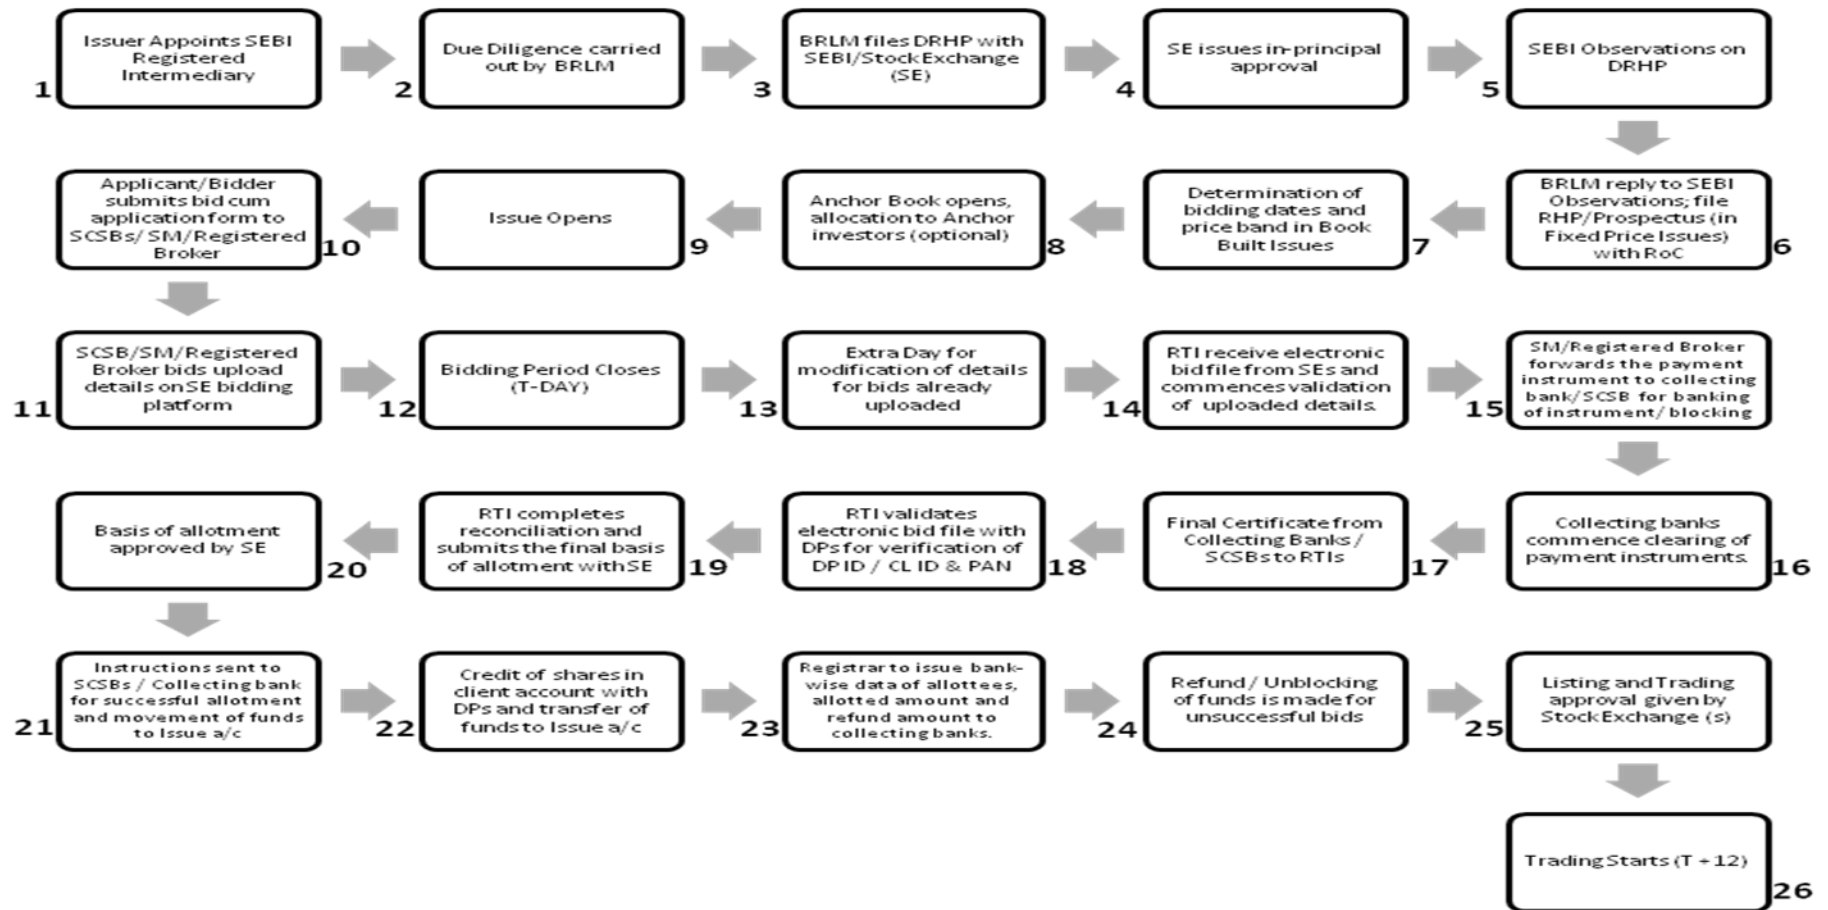 Issuer Appoints SEBI
Registered
Intermediary
1
Due Diligence carried
out by BRLM
2
BRLM files DRHP with
SEBI/Stock Exchange
(SE)
3
SE issues in-principal
approval
4
SEBI Observations on
DRHP
5
BRLM reply to SEBI
Observations; file
RHP/Prospectus (in
Fixed Price Issues)
with RoC
6
Determination of
bidding dates and
price band in Book
Built Issues
7
Anchor Book opens,
allocation to Anchor
investors (optional)
8
Issue Opens
9
Applicant/Bidder
submits bid cum
application form to
SCSBs/ SM/Registered
Broker
10
SCSB/SM/Registered
Broker bids upload
details on SE bidding
platform
11
Bidding Period Closes
(T-DAY)
12
Extra Day for
modification of details
for bids already
uploaded
13
RTI receive electronic
bid file from SEs and
commences validation
of uploaded details.
14
SM/Registered Broker
forwards the payment
instrument to collecting
bank/SCSB for banking
of instrument/ blocking
15
Collecting banks
commence clearing of
payment instruments.
16
Final Certificate from
Collecting Banks /
SCSBs to RTIs
17
RTI validates
electronic bid file with
DPs for verification of
DP ID / CL ID & PAN
18
RTI completes
reconciliation and
submits the final basis
of allotment with SE
19
Basis of allotment
approved by SE
20
Instructions sent to
SCSBs / Collecting bank
for successful allotment
and movement of funds
to Issue a/c
21
Credit of shares in
client account with
DPs and transfer of
funds to Issue a/c
22
Registrar to issue bank-
wise data of allottees,
allotted amount and
refund amount to
collecting banks.
23
Refund / Unblocking
of funds is made for
unsuccessful bids
24
Listing and Trading
approval given by
Stock Exchange (s)
25
Trading Starts (T + 12)
26